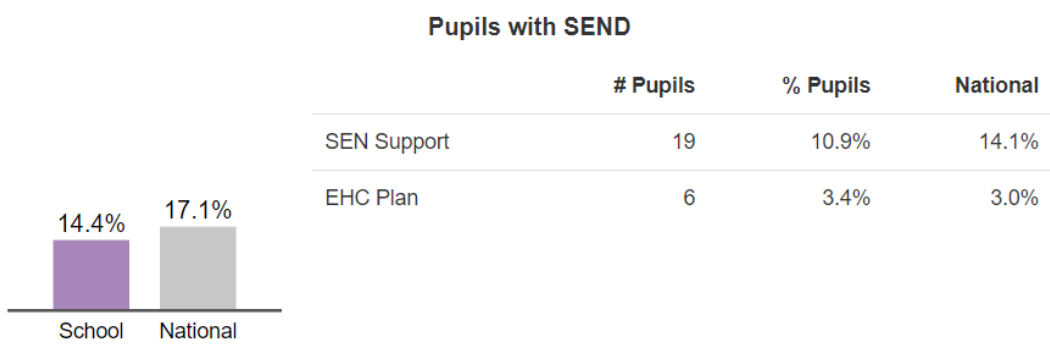 Pupils with SEND
# Pupils % Pupils National
SEN Support 19 10.9% 14.1%
EHC Plan 6 3.4% 3.0%
14.4% 17.1%
School National